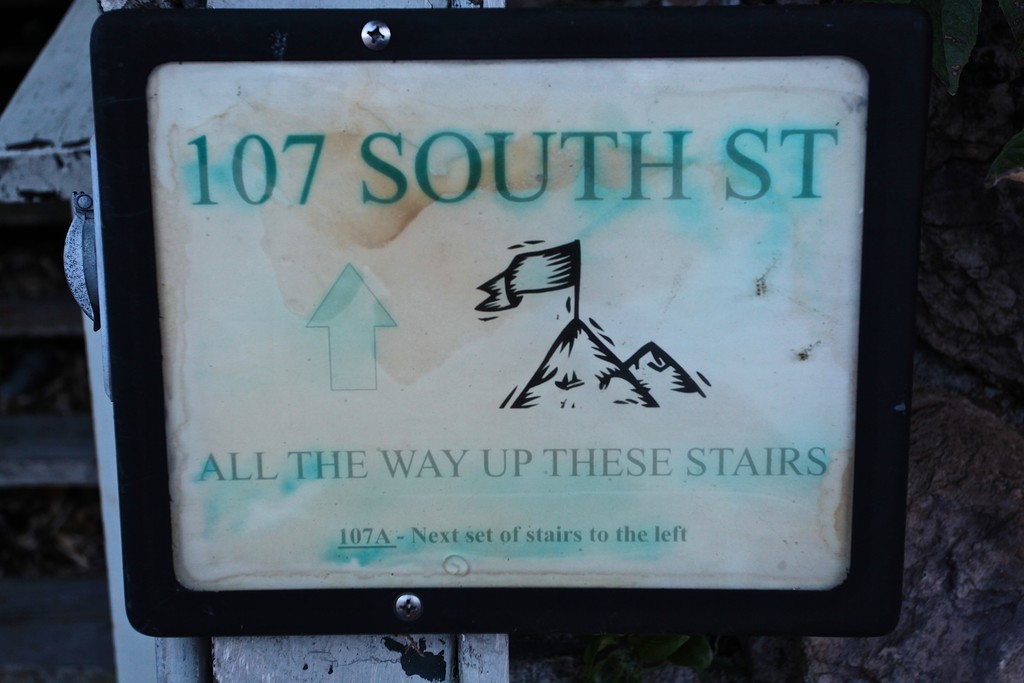 107 SOUTH ST
ALL THE WAY UP THESE STAIRS
107A - Next set of stairs to the left